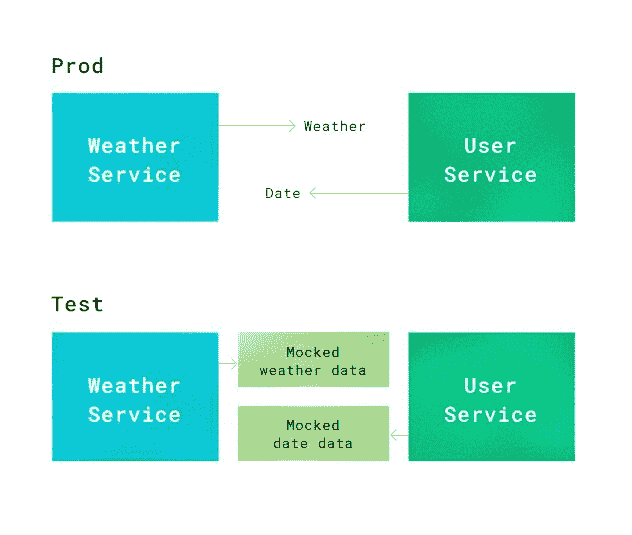 Prod
Weather
Service
Weather
Date
User
Service
Test
Weather
Service
Mocked
weather data
Mocked
date data
User
Service